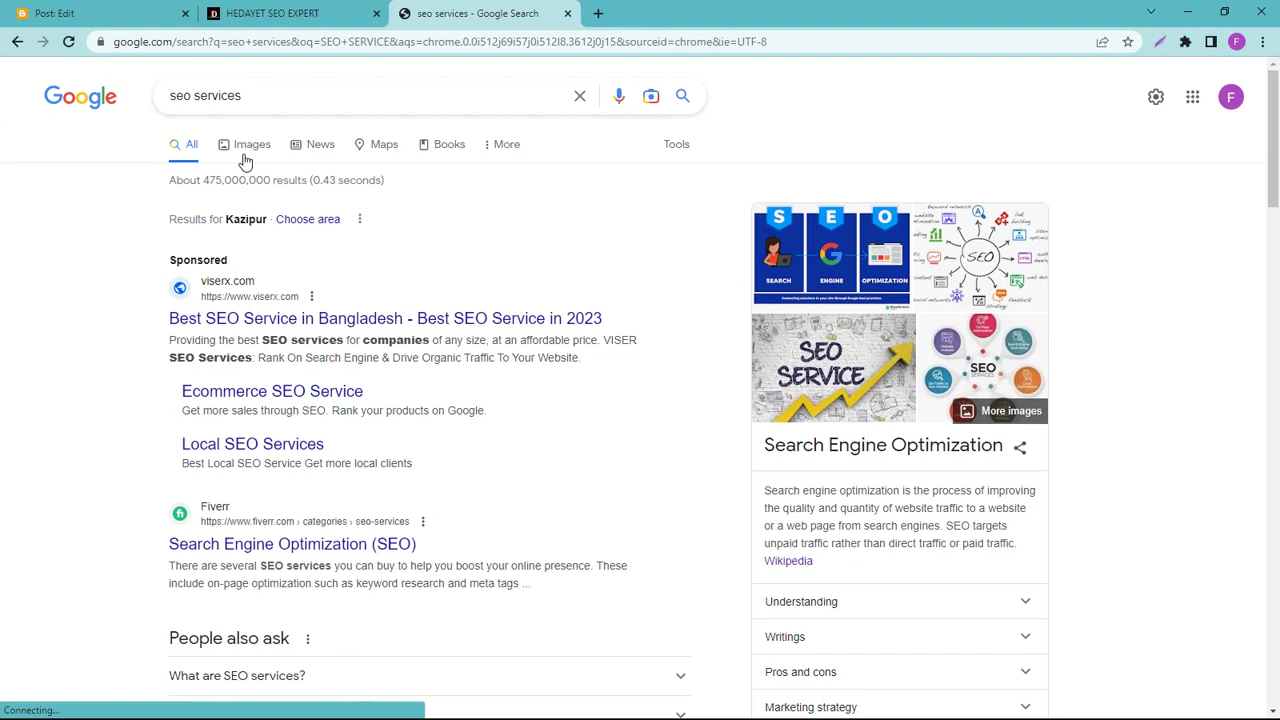 Post: Edit
HEDAYET SEO EXPERT
seo services - Google Search
google.com/search?q=seo+services&oq=SEO+SERVICE&aqs=chrome.0.0i512j69i57j0i512l8.3612j0j15&sourceid=chrome&ie=UTF-8
F
Google
seo services
F
All
Images
News
Maps
Books
More
Tools
About 475,000,000 results (0.43 seconds)
Results for Kazipur · Choose area
Sponsored
viserx.com
https://www.viserx.com
Best SEO Service in Bangladesh - Best SEO Service in 2023
Providing the best SEO services for companies of any size, at an affordable price. VISER
SEO Services: Rank On Search Engine & Drive Organic Traffic To Your Website.
Ecommerce SEO Service
Get more sales through SEO. Rank your products on Google.
Local SEO Services
Best Local SEO Service Get more local clients
Fiverr
https://www.fiverr.com › categories › seo-services
Search Engine Optimization (SEO)
There are several SEO services you can buy to help you boost your online presence. These
include on-page optimization such as keyword research and meta tags ...
People also ask
What are SEO services?
S E O
SEARCH ENGINE OPTIMIZATION
SEO
SEO
SERVICE
SEO
SERVICES
More images
Search Engine Optimization
Search engine optimization is the process of improving
the quality and quantity of website traffic to a website
or a web page from search engines. SEO targets
unpaid traffic rather than direct traffic or paid traffic.
Wikipedia
Understanding
Writings
Pros and cons
Marketing strategy
Connecting...